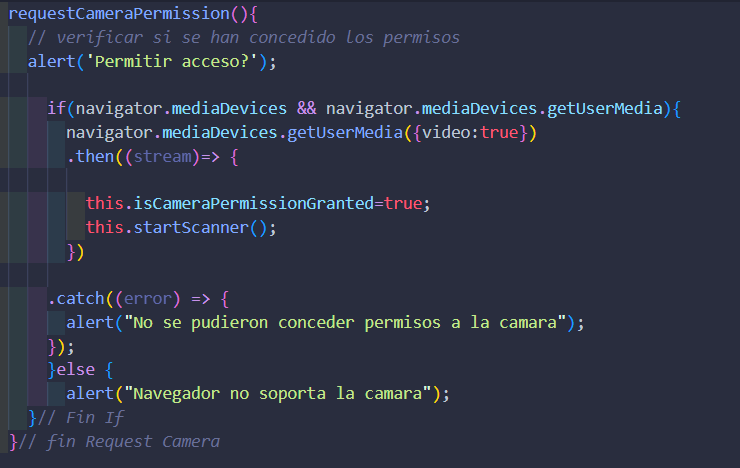 requestCameraPermission(){
// verificar si se han concedido los permisos
alert('Permitir acceso?');
if(navigator.mediaDevices && navigator.mediaDevices.getUserMedia){
navigator.mediaDevices.getUserMedia({video:true})
.then((stream)=> {
this.isCameraPermissionGranted=true;
this.startScanner();
})
.catch((error) => {
alert("No se pudieron conceder permisos a la camara");
});
}else {
alert("Navegador no soporta la camara");
}// Fin If
}// fin Request Camera